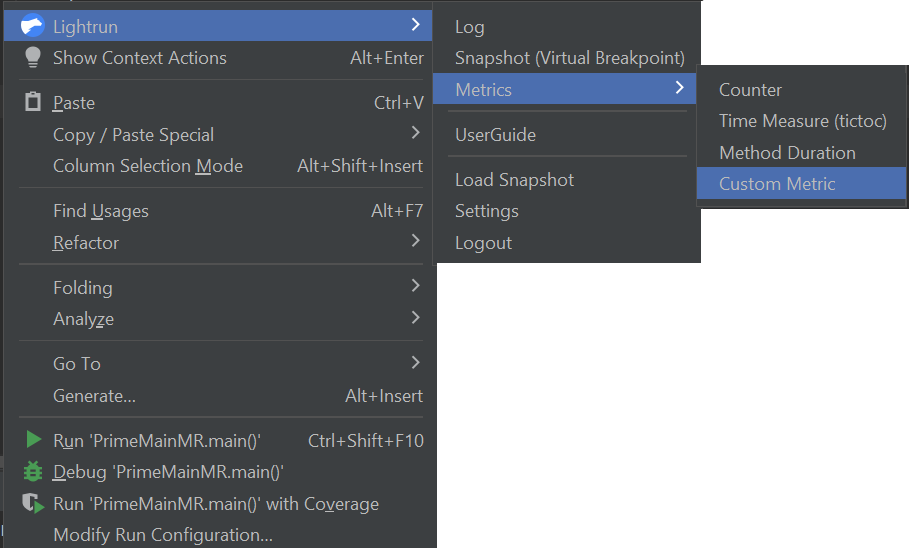 Lightrun
Show Context Actions Alt+Enter
Paste Ctrl+V
Copy / Paste Special
Column Selection Mode Alt+Shift+Insert
Find Usages Alt+F7
Refactor
Folding
Analyze
Go To
Generate... Alt+Insert
Run 'PrimeMainMR.main()' Ctrl+Shift+F10
Debug 'PrimeMainMR.main()'
Run 'PrimeMainMR.main()' with Coverage
Modify Run Configuration...
Log
Snapshot (Virtual Breakpoint)
Metrics
UserGuide
Load Snapshot
Settings
Logout
Counter
Time Measure (tictoc)
Method Duration
Custom Metric